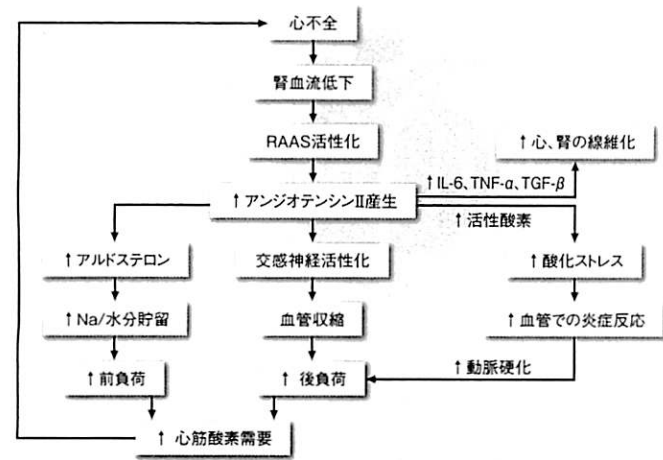 心不全
腎血流低下
RAAS活性化
↑心、腎の線維化
↑IL-6、TNF-α、TGF-β
↑アンジオテンシンII産生
↑活性酸素
↑アルドステロン
交感神経活性化
↑酸化ストレス
↑Na/水分貯留
血管収縮
↑血管での炎症反応
↑動脈硬化
↑前負荷
↑ 後負荷
↑ 心筋酸素需要